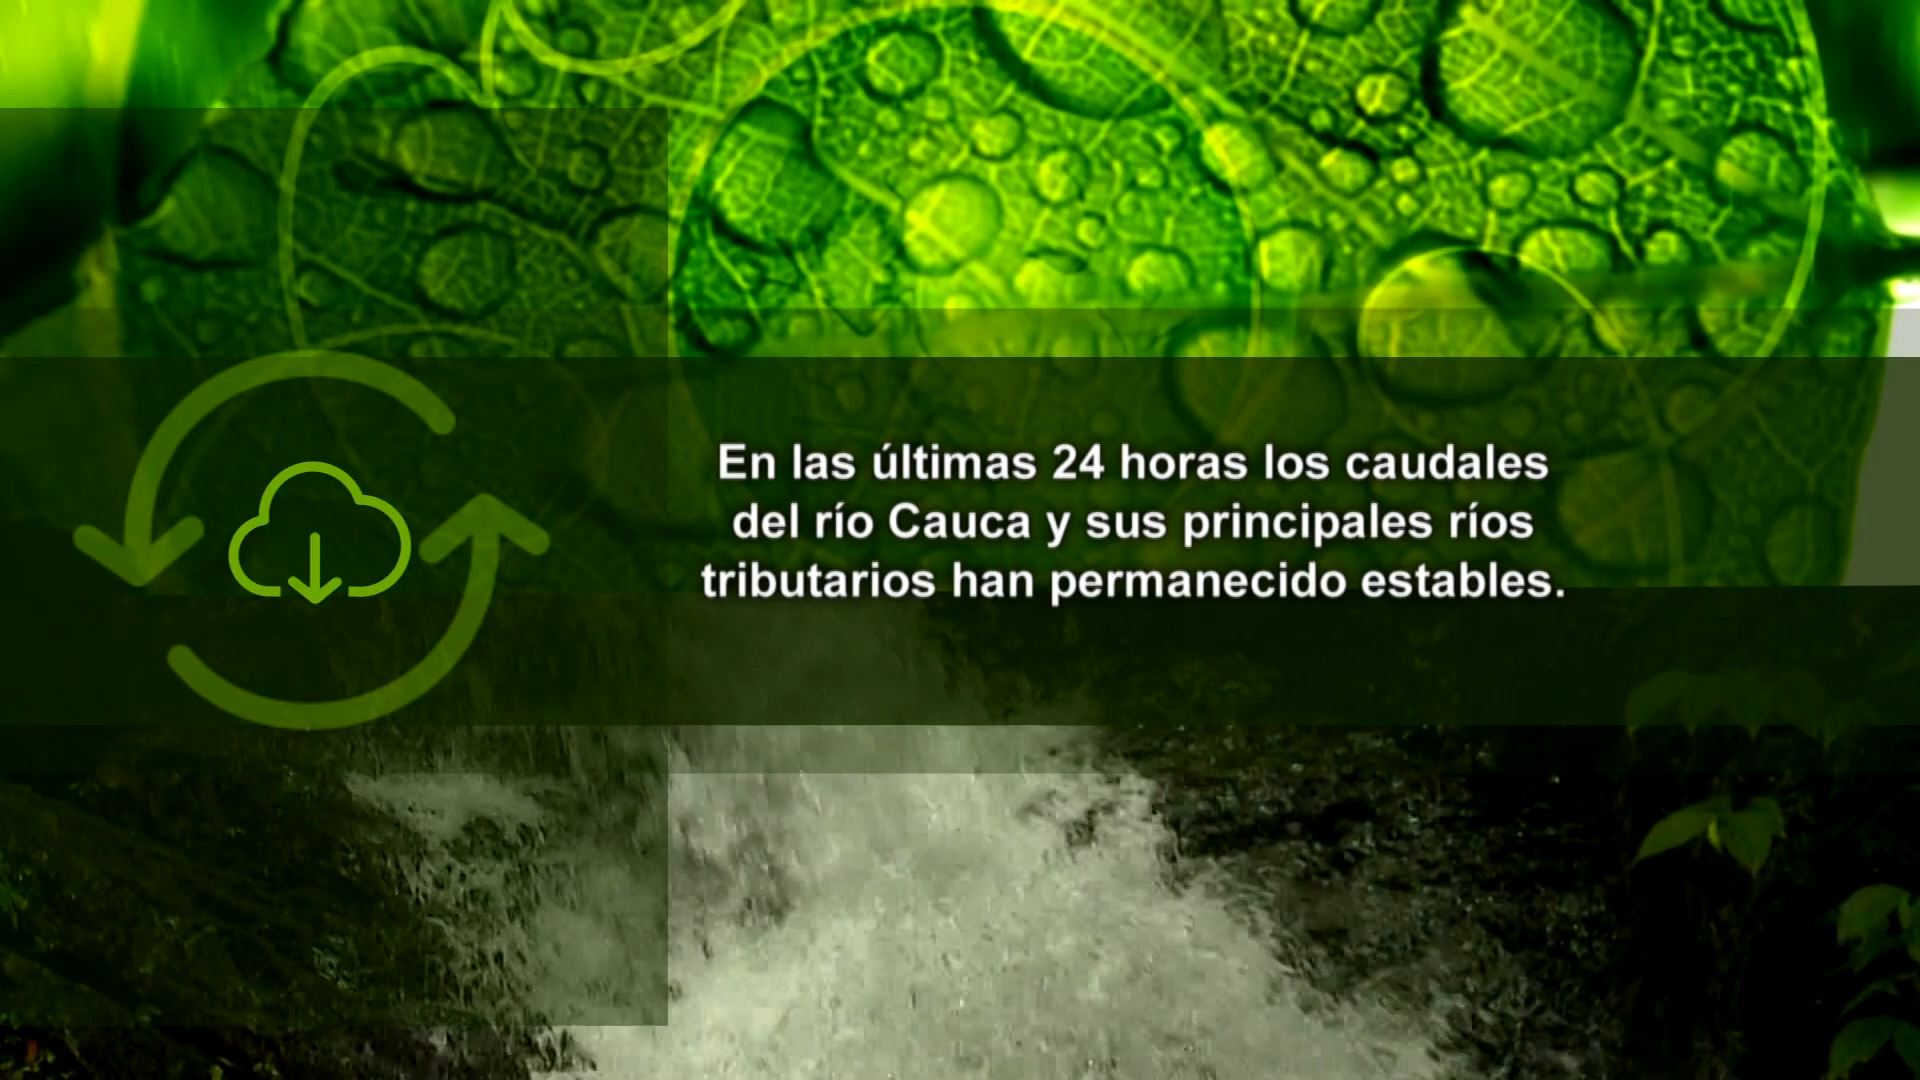 En las últimas 24 horas los caudales
del río Cauca y sus principales ríos
tributarios han permanecido estables.